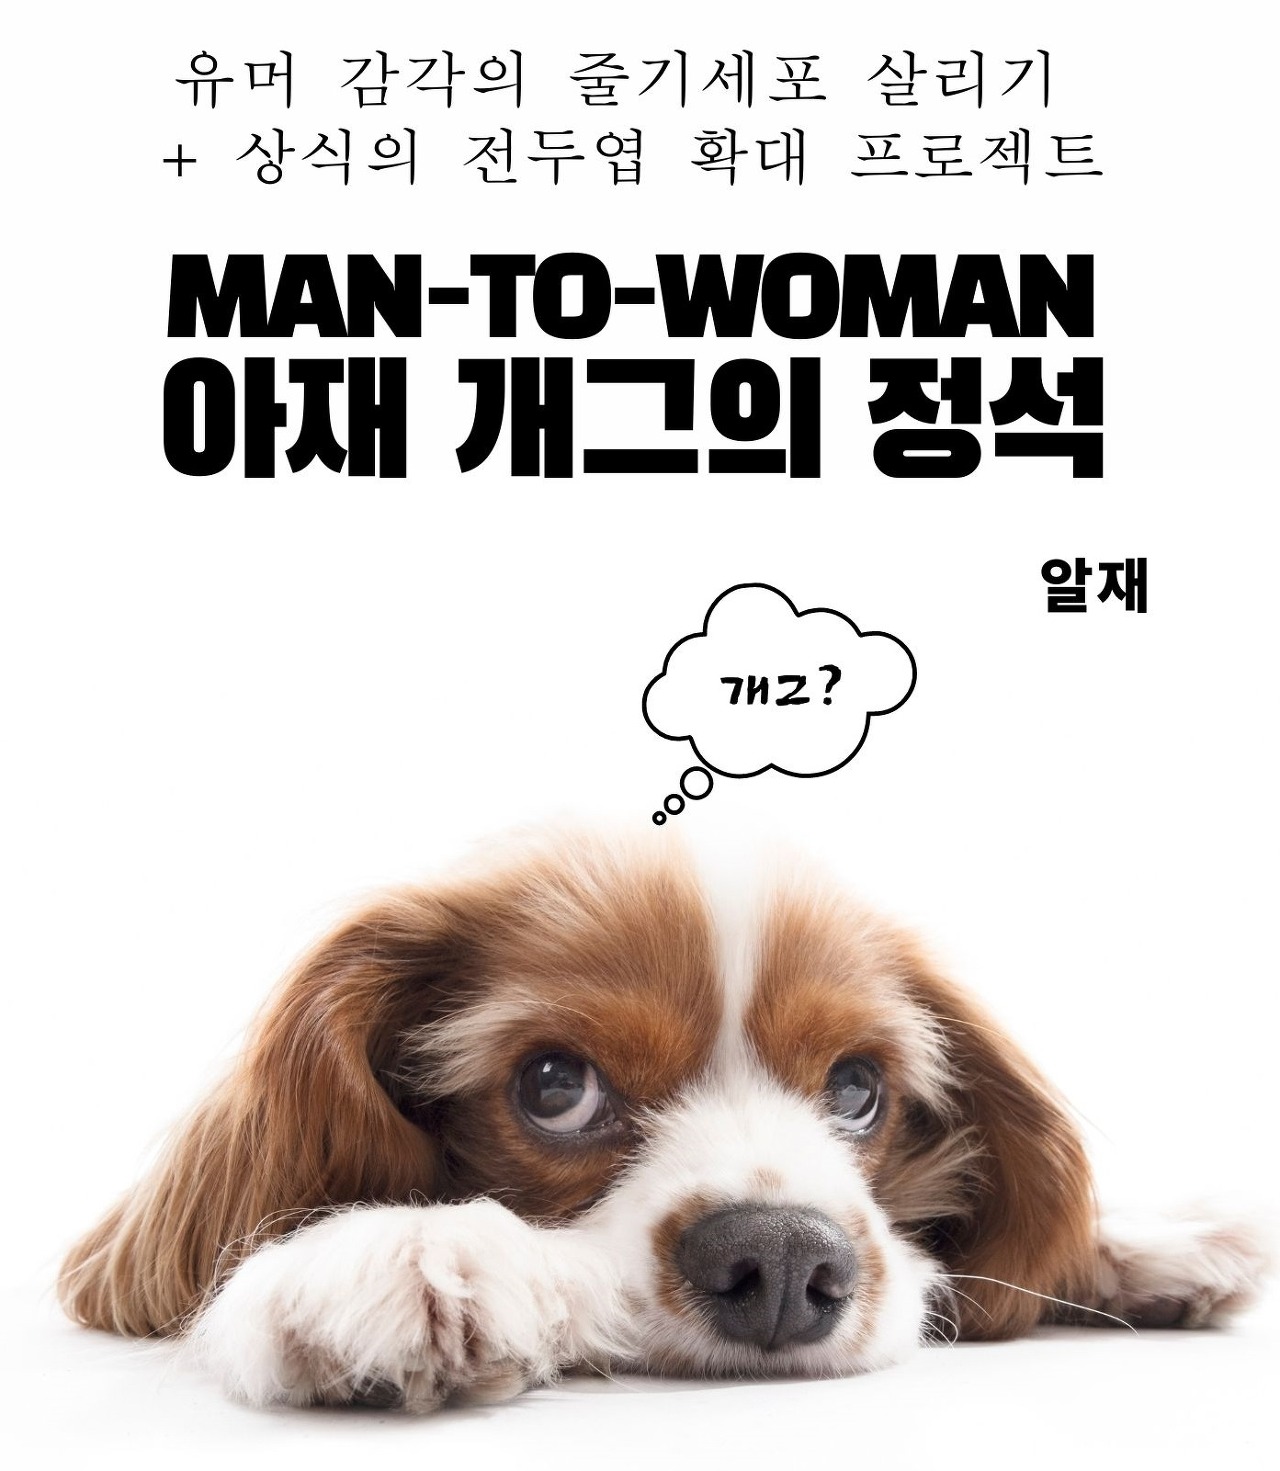 유머 감각의 줄기세포 살리기
+ 상식의 전두엽 확대 프로젝트
MAN-TO-WOMAN
아재 개그의 정석
알재
개그?